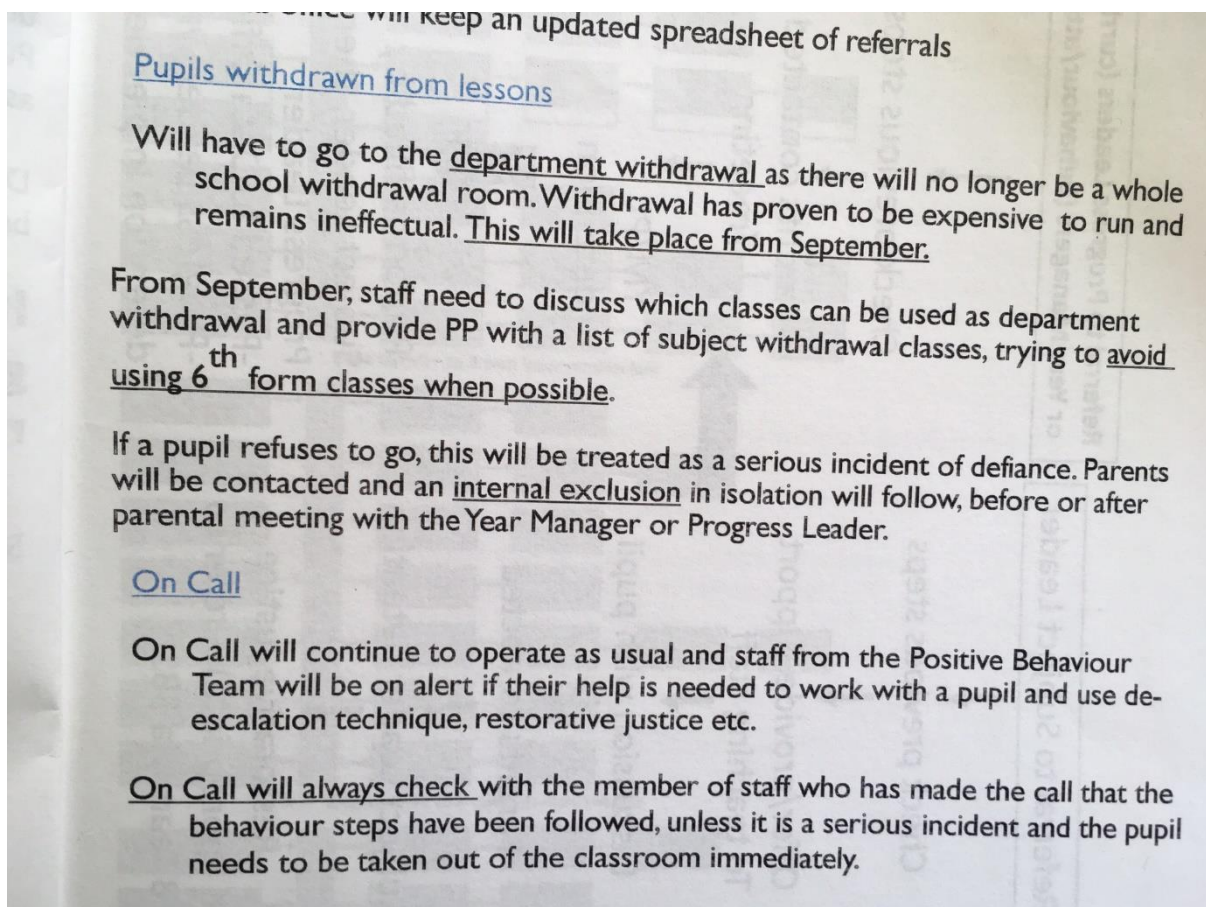 Office will keep an updated spreadsheet of referrals
Pupils withdrawn from lessons
Will have to go to the department withdrawal as there will no longer be a whole
school withdrawal room. Withdrawal has proven to be expensive to run and
remains ineffectual. This will take place from September.
From September, staff need to discuss which classes can be used as department
withdrawal and provide PP with a list of subject withdrawal classes, trying to avoid
using 6th form classes when possible.
If a pupil refuses to go, this will be treated as a serious incident of defiance. Parents
will be contacted and an internal exclusion in isolation will follow, before or after
parental meeting with the Year Manager or Progress Leader.
On Call
On Call will continue to operate as usual and staff from the Positive Behaviour
Team will be on alert if their help is needed to work with a pupil and use de-
escalation technique, restorative justice etc.
On Call will always check with the member of staff who has made the call that the
behaviour steps have been followed, unless it is a serious incident and the pupil
needs to be taken out of the classroom immediately.